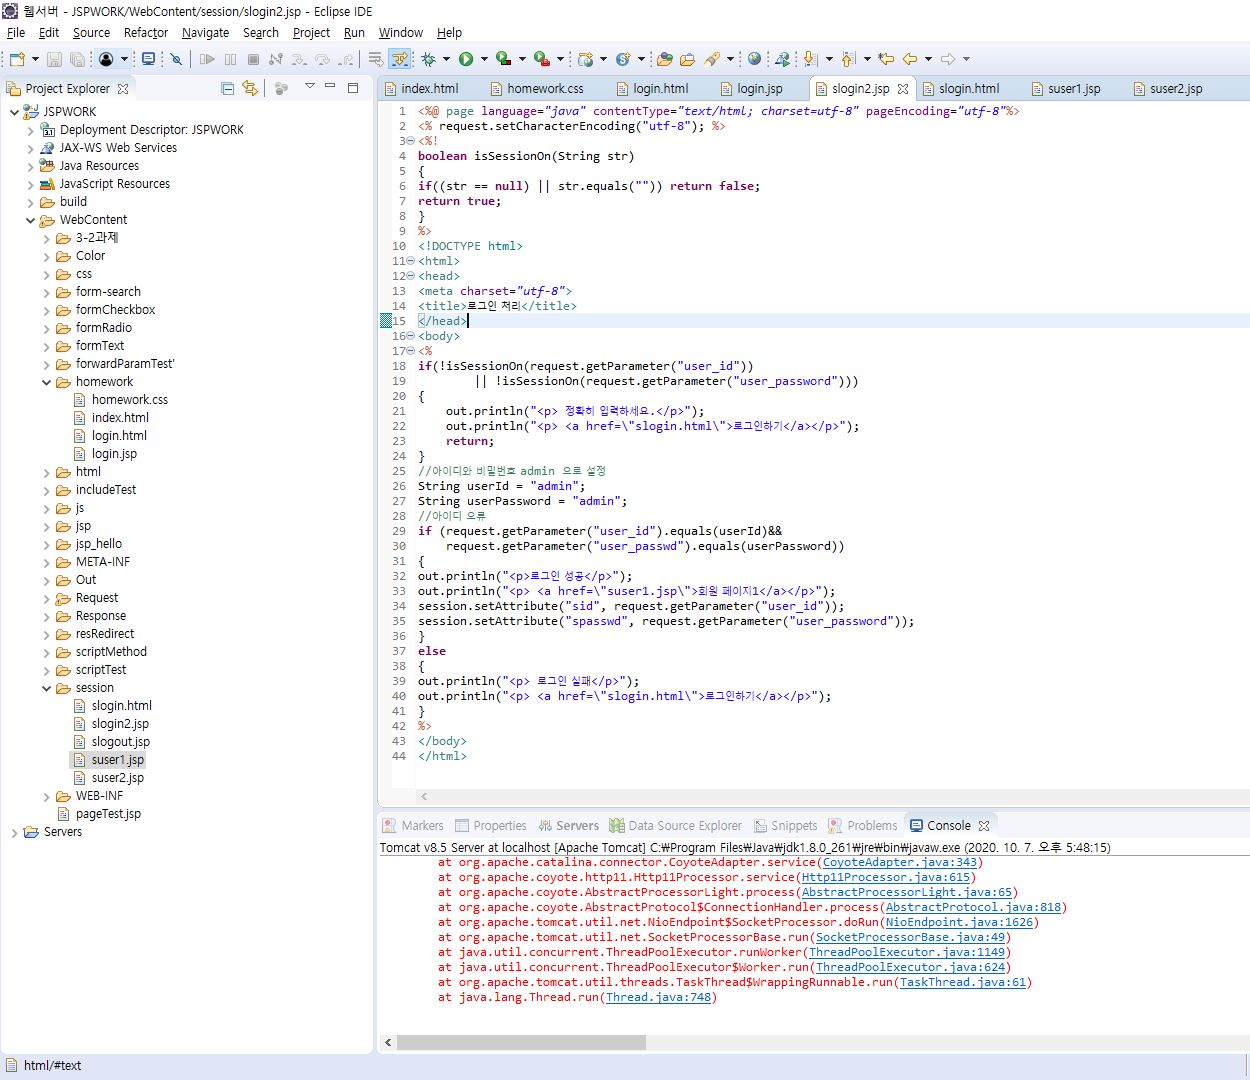 웹서버 - JSPWORK/WebContent/session/slogin2.jsp - Eclipse IDE
File Edit Source Refactor Navigate Search Project Run Window Help
Project Explorer
index.html homework.css login.html login.jsp slogin2.jsp slogin.html suser1.jsp suser2.jsp
JSPWORK
Deployment Descriptor: JSPWORK
JAX-WS Web Services
Java Resources
JavaScript Resources
build
WebContent
3-2과제
Color
css
form-search
formCheckbox
formRadio
formText
forwardParamTest'
homework
homework.css
index.html
login.html
login.jsp
html
includeTest
js
jsp
jsp_hello
META-INF
Out
Request
Response
resRedirect
scriptMethod
scriptTest
session
slogin.html
slogin2.jsp
slogout.jsp
suser1.jsp
suser2.jsp
WEB-INF
pageTest.jsp
Servers
1 <%@ page language="java" contentType="text/html; charset=utf-8" pageEncoding="utf-8"%>
2 <% request.setCharacterEncoding("utf-8"); %>
3 <%!
4 boolean isSessionOn(String str)
5 {
6 if((str == null) || str.equals("")) return false;
7 return true;
8 }
9 %>
10 <!DOCTYPE html>
11 <html>
12 <head>
13 <meta charset="utf-8">
14 <title>로그인 처리</title>
15 </head>
16 <body>
17 <%
18 if(!isSessionOn(request.getParameter("user_id"))
19 || !isSessionOn(request.getParameter("user_password")))
20 {
21 out.println("<p> 정확히 입력하세요.</p>");
22 out.println("<p> <a href=\"slogin.html\">로그인하기</a></p>");
23 return;
24 }
25 //아이디와 비밀번호 admin 으로 설정
26 String userId = "admin";
27 String userPassword = "admin";
28 //아이디 오류
29 if (request.getParameter("user_id").equals(userId)&&
30 request.getParameter("user_passwd").equals(userPassword))
31 {
32 out.println("<p>로그인 성공</p>");
33 out.println("<p> <a href=\"suser1.jsp\">회원 페이지1</a></p>");
34 session.setAttribute("sid", request.getParameter("user_id"));
35 session.setAttribute("spasswd", request.getParameter("user_password"));
36 }
37 else
38 {
39 out.println("<p> 로그인 실패</p>");
40 out.println("<p> <a href=\"slogin.html\">로그인하기</a></p>");
41 }
42 %>
43 </body>
44 </html>
Markers Properties Servers Data Source Explorer Snippets Problems Console
Tomcat v8.5 Server at localhost [Apache Tomcat] C:￦Program Files￦Java￦jdk1.8.0_261￦jre￦bin￦javaw.exe (2020. 10. 7. 오후 5:48:15)
at org.apache.catalina.connector.CoyoteAdapter.service(CoyoteAdapter.java:343)
at org.apache.coyote.http11.Http11Processor.service(Http11Processor.java:615)
at org.apache.coyote.AbstractProcessorLight.process(AbstractProcessorLight.java:65)
at org.apache.coyote.AbstractProtocol$ConnectionHandler.process(AbstractProtocol.java:818)
at org.apache.tomcat.util.net.NioEndpoint$SocketProcessor.doRun(NioEndpoint.java:1626)
at org.apache.tomcat.util.net.SocketProcessorBase.run(SocketProcessorBase.java:49)
at java.util.concurrent.ThreadPoolExecutor.runWorker(ThreadPoolExecutor.java:1149)
at java.util.concurrent.ThreadPoolExecutor$Worker.run(ThreadPoolExecutor.java:624)
at org.apache.tomcat.util.threads.TaskThread$WrappingRunnable.run(TaskThread.java:61)
at java.lang.Thread.run(Thread.java:748)
html/#text